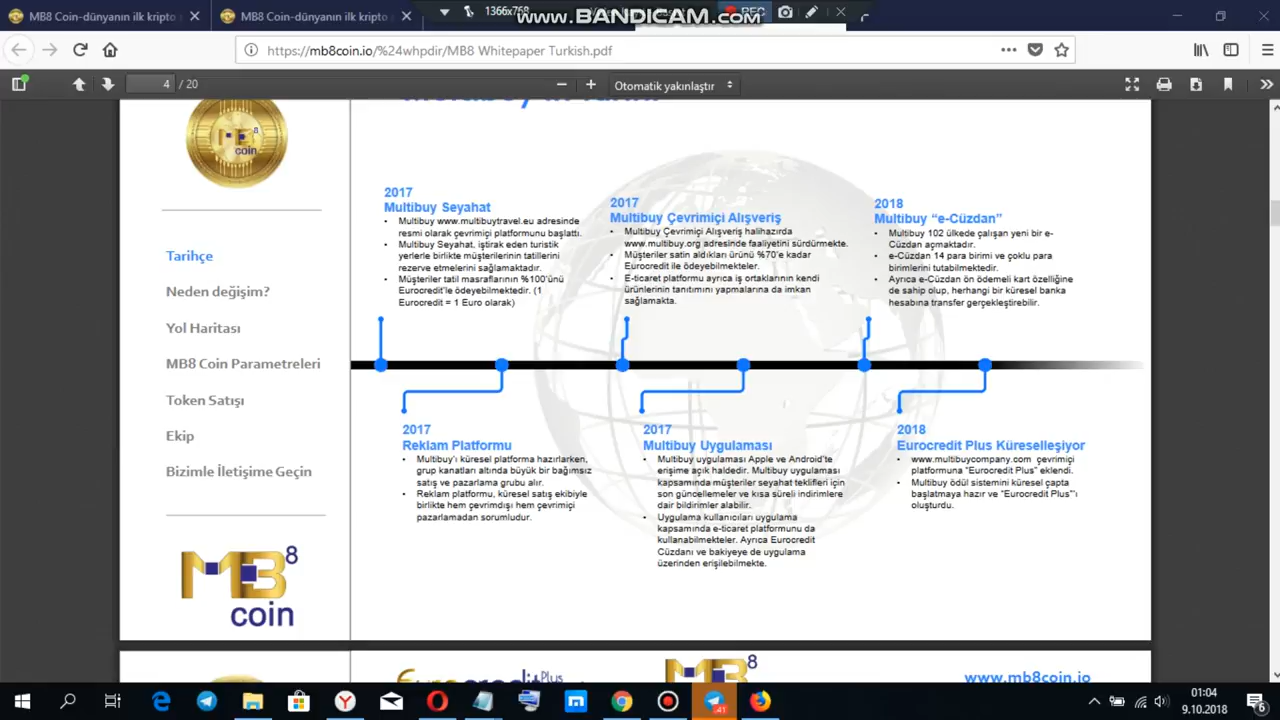 MB8 Coin-dünyanın ilk kripto
MB8 Coin-dünyanın ilk kripto
1366x768
REC
www.BANDICAM.com
https://mb8coin.io/%24whpdir/MB8 Whitepaper Turkish.pdf
4 / 20
Otomatik yakınlaştır
MB8
coin
Tarihçe
Neden değişim?
Yol Haritası
MB8 Coin Parametreleri
Token Satışı
Ekip
Bizimle İletişime Geçin
MB8
coin
2017
Multibuy Seyahat
• Multibuy www.multibuytravel.eu adresinde
resmi olarak çevrimiçi platformunu başlattı.
• Multibuy Seyahat, iştirak eden turistik
yerlerle birlikte müşterilerinin tatillerini
rezerve etmelerini sağlamaktadır.
• Müşteriler tatil masraflarının %100'ünü
Eurocredit'le ödeyebilmektedir. (1
Eurocredit = 1 Euro olarak)
2017
Multibuy Çevrimiçi Alışveriş
• Multibuy Çevrimiçi Alışveriş halihazırda
www.multibuy.org adresinde faaliyetini sürdürmekte.
• Müşteriler satin aldıkları ürünü %70'e kadar
Eurocredit ile ödeyebilmekteler.
• E-ticaret platformu ayrıca iş ortaklarının kendi
ürünlerinin tanıtımını yapmalarına da imkan
sağlamakta.
2018
Multibuy “e-Cüzdan”
• Multibuy 102 ülkede çalışan yeni bir e-
Cüzdan açmaktadır.
• e-Cüzdan 14 para birimi ve çoklu para
birimlerini tutabilmektedir.
• Ayrıca e-Cüzdan ön ödemeli kart özelliğine
de sahip olup, herhangi bir küresel banka
hesabına transfer gerçekleştirebilir.
2017
Reklam Platformu
• Multibuy'ı küresel platforma hazırlarken,
grup kanatları altında büyük bir bağımsız
satış ve pazarlama grubu alır.
• Reklam platformu, küresel satış ekibiyle
birlikte hem çevrimdışı hem çevrimiçi
pazarlamadan sorumludur.
2017
Multibuy Uygulaması
• Multibuy uygulaması Apple ve Android'te
erişime açık haldedir. Multibuy uygulaması
kapsamında müşteriler seyahat teklifleri için
son güncellemeler ve kısa süreli indirimlere
dair bildirimler alabilir.
• Uygulama kullanıcıları uygulama
kapsamında e-ticaret platformunu da
kullanabilmekteler. Ayrıca Eurocredit
Cüzdanı ve bakiyeye de uygulama
üzerinden erişilebilmekte.
2018
Eurocredit Plus Küreselleşiyor
• www.multibuycompany.com çevrimiçi
platformuna "Eurocredit Plus" eklendi.
• Multibuy ödül sistemini küresel çapta
başlatmaya hazır ve "Eurocredit Plus"'ı
oluşturdu.
Eurocredit Plus
MB8
www.mb8coin.io
41
01:04
9.10.2018
6